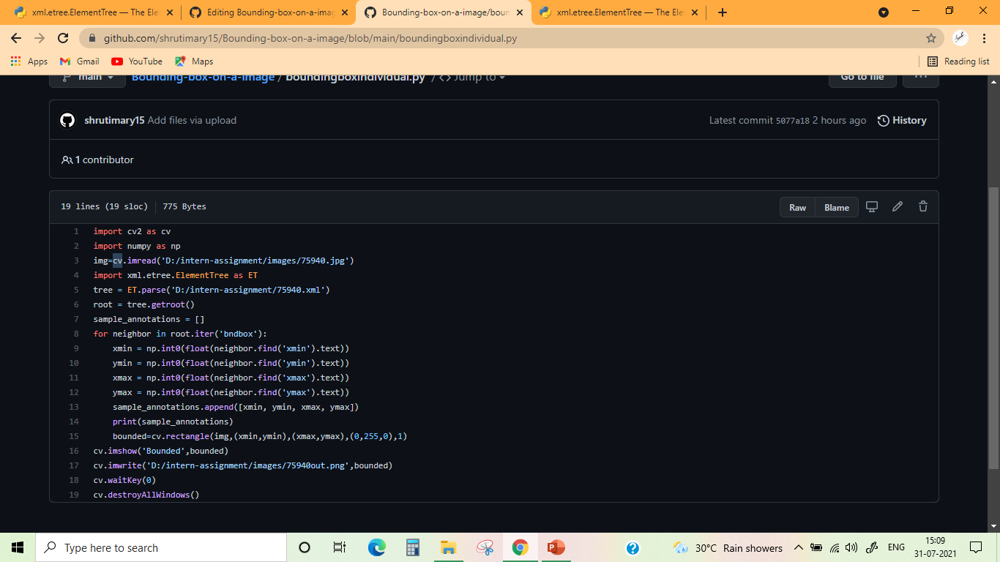 xml.etree.ElementTree — The Ele
Editing Bounding-box-on-a-imag
Bounding-box-on-a-image/boun
xml.etree.ElementTree — The Ele
github.com/shrutimary15/Bounding-box-on-a-image/blob/main/boundingboxindividual.py
Apps Gmail YouTube Maps Reading list
main Bounding-box-on-a-image / boundingboxindividual.py / <> Jump to Go to file
shrutimary15 Add files via upload Latest commit 5077a18 2 hours ago History
1 contributor
19 lines (19 sloc) 775 Bytes Raw Blame
1 import cv2 as cv
2 import numpy as np
3 img=cv.imread('D:/intern-assignment/images/75940.jpg')
4 import xml.etree.ElementTree as ET
5 tree = ET.parse('D:/intern-assignment/75940.xml')
6 root = tree.getroot()
7 sample_annotations = []
8 for neighbor in root.iter('bndbox'):
9     xmin = np.int0(float(neighbor.find('xmin').text))
10     ymin = np.int0(float(neighbor.find('ymin').text))
11     xmax = np.int0(float(neighbor.find('xmax').text))
12     ymax = np.int0(float(neighbor.find('ymax').text))
13     sample_annotations.append([xmin, ymin, xmax, ymax])
14     print(sample_annotations)
15     bounded=cv.rectangle(img,(xmin,ymin),(xmax,ymax),(0,255,0),1)
16 cv.imshow('Bounded',bounded)
17 cv.imwrite('D:/intern-assignment/images/75940out.png',bounded)
18 cv.waitKey(0)
19 cv.destroyAllWindows()
Type here to search 30°C Rain showers ENG 15:09
31-07-2021